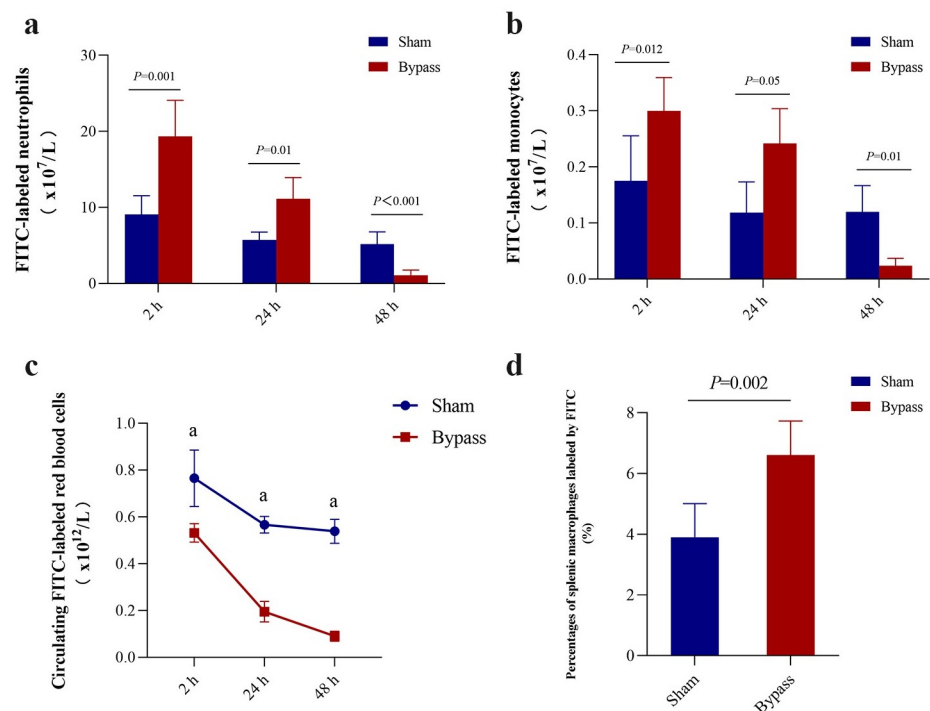 a
FITC-labeled neutrophils
( x10⁷/L )
Sham
Bypass
30
20
10
0
P=0.001
P=0.01
P<0.001
2 h
24 h
48 h
b
FITC-labeled monocytes
( x10⁷/L )
Sham
Bypass
0.4
0.3
0.2
0.1
0.0
P=0.012
P=0.05
P=0.01
2 h
24 h
48 h
c
Circulating FITC-labeled red blood cells
( x10¹²/L )
Sham
Bypass
1.0
0.8
0.6
0.4
0.2
0.0
a
a
a
2 h
24 h
48 h
d
Percentages of splenic macrophages labeled by FITC
(%)
Sham
Bypass
P=0.002
8
6
4
2
0
Sham
Bypass